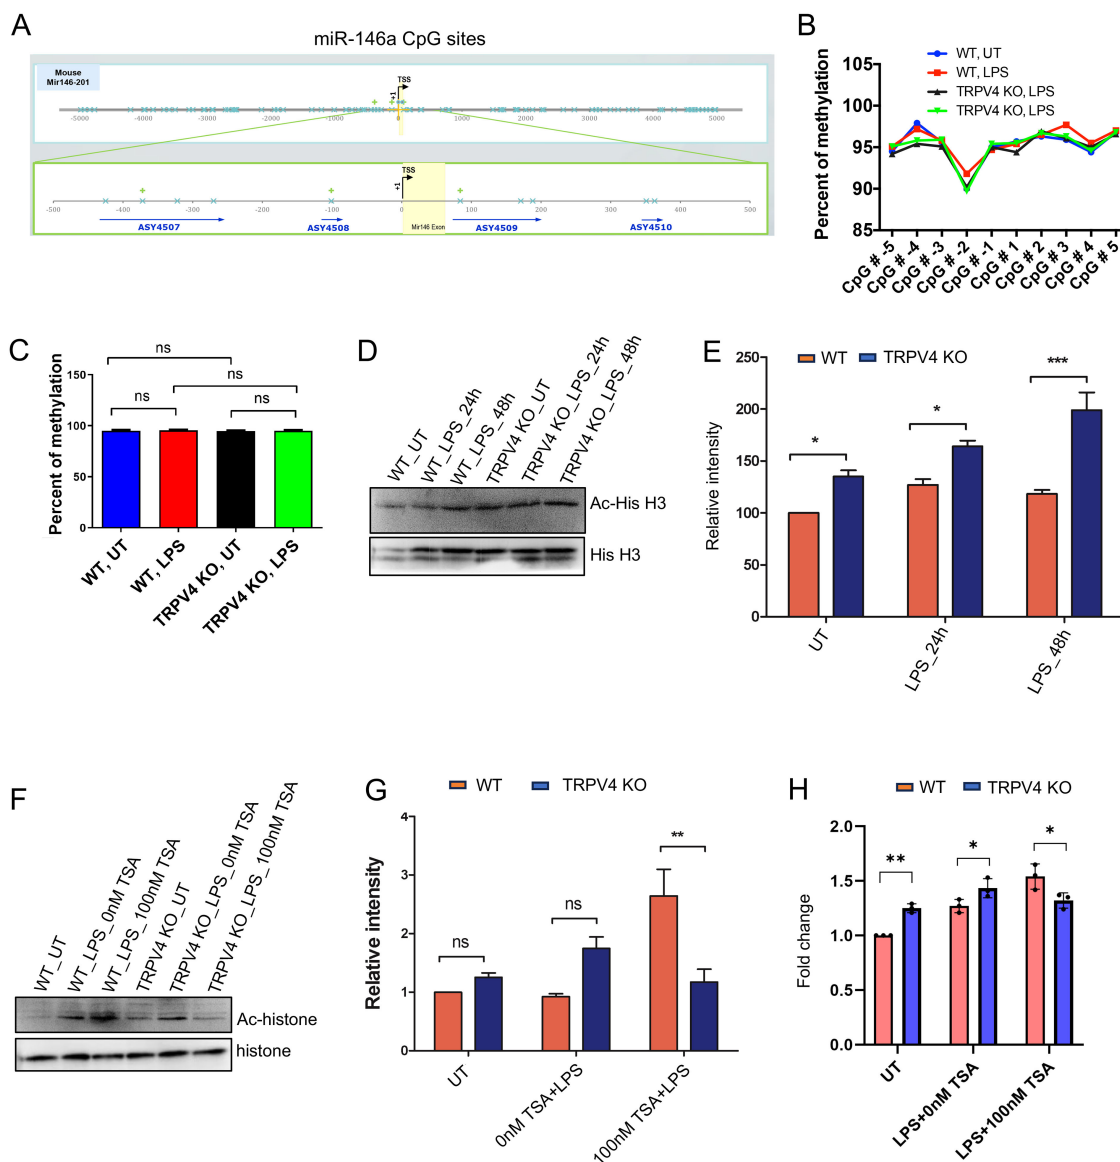 A
miR-146a CpG sites
Mouse
Mir146-201
TSS
+1
-5000 -4000 -3000 -2000 -1000 0 1000 2000 3000 4000 5000
TSS
+1
-500 -400 -300 -200 -100 0 100 200 300 400 500
ASY4507 ASY4508 Mir146 Exon ASY4509 ASY4510
B
WT, UT
WT, LPS
TRPV4 KO, LPS
TRPV4 KO, LPS
Percent of methylation
105
100
95
90
85
CpG # -5
CpG # -4
CpG # -3
CpG # -2
CpG # -1
CpG # 1
CpG # 2
CpG # 3
CpG # 4
CpG # 5
C
Percent of methylation
150
100
50
0
ns
ns
ns
ns
WT, UT
WT, LPS
TRPV4 KO, UT
TRPV4 KO, LPS
D
WT_UT
WT_LPS_24h
WT_LPS_48h
TRPV4 KO_UT
TRPV4 KO_LPS_24h
TRPV4 KO_LPS_48h
Ac-His H3
His H3
E
WT TRPV4 KO
Relative intensity
250
200
150
100
50
0
*
*
***
UT
LPS_24h
LPS_48h
F
WT_UT
WT_LPS_0nM TSA
WT_LPS_100nM TSA
TRPV4 KO_UT
TRPV4 KO_LPS_0nM TSA
TRPV4 KO_LPS_100nM TSA
Ac-histone
histone
G
WT TRPV4 KO
Relative intensity
4
3
2
1
0
ns
ns
**
UT
0nM TSA+LPS
100nM TSA+LPS
H
WT TRPV4 KO
Fold change
2.0
1.5
1.0
0.5
0.0
**
*
*
UT
LPS+0nM TSA
LPS+100nM TSA